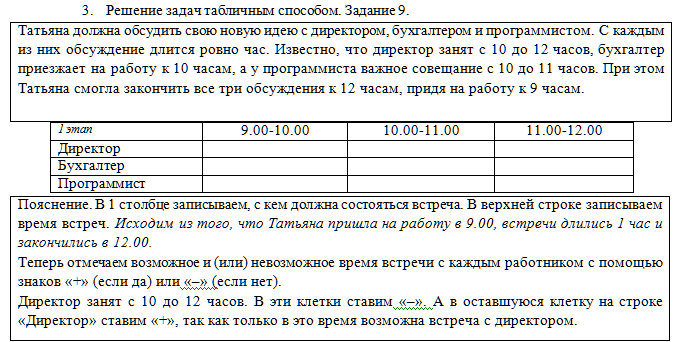 3. Решение задач табличным способом. Задание 9.
Татьяна должна обсудить свою новую идею с директором, бухгалтером и программистом. С каждым
из них обсуждение длится ровно час. Известно, что директор занят с 10 до 12 часов, бухгалтер
приезжает на работу к 10 часам, а у программиста важное совещание с 10 до 11 часов. При этом
Татьяна смогла закончить все три обсуждения к 12 часам, придя на работу к 9 часам.
1 этап 9.00-10.00 10.00-11.00 11.00-12.00
Директор
Бухгалтер
Программист
Пояснение. В 1 столбце записываем, с кем должна состояться встреча. В верхней строке записываем
время встреч. Исходим из того, что Татьяна пришла на работу в 9.00, встречи длились 1 час и
закончились в 12.00.
Теперь отмечаем возможное и (или) невозможное время встречи с каждым работником с помощью
знаков «+» (если да) или «–» (если нет).
Директор занят с 10 до 12 часов. В эти клетки ставим «–». А в оставшуюся клетку на строке
«Директор» ставим «+», так как только в это время возможна встреча с директором.